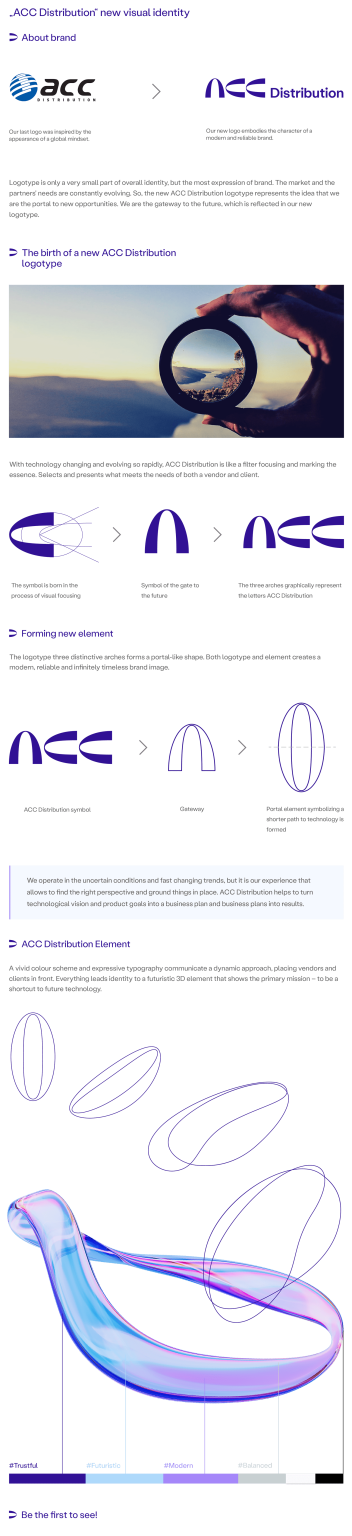 „ACC Distribution“ new visual identity
About brand
acc
DISTRIBUTION
Distribution
Our last logo was inspired by the
appearance of a global mindset.
Our new logo embodies the character of a
modern and reliable brand.
Logotype is only a very small part of overall identity, but the most expression of brand. The market and the
partners' needs are constantly evolving. So, the new ACC Distribution logotype represents the idea that we
are the portal to new opportunities. We are the gateway to the future, which is reflected in our new
logotype.
The birth of a new ACC Distribution
logotype
With technology changing and evolving so rapidly, ACC Distribution is like a filter focusing and marking the
essence. Selects and presents what meets the needs of both a vendor and client.
The symbol is born in the
process of visual focusing
Symbol of the gate to
the future
The three arches graphically represent
the letters ACC Distribution
Forming new element
The logotype three distinctive arches forms a portal-like shape. Both logotype and element creates a
modern, reliable and infinitely timeless brand image.
ACC Distribution symbol
Gateway
Portal element symbolizing a
shorter path to technology is
formed
We operate in the uncertain conditions and fast changing trends, but it is our experience that
allows to find the right perspective and ground things in place. ACC Distribution helps to turn
technological vision and product goals into a business plan and business plans into results.
ACC Distribution Element
A vivid colour scheme and expressive typography communicate a dynamic approach, placing vendors and
clients in front. Everything leads identity to a futuristic 3D element that shows the primary mission – to be a
shortcut to future technology.
#Trustful
#Futuristic
#Modern
#Balanced
Be the first to see!